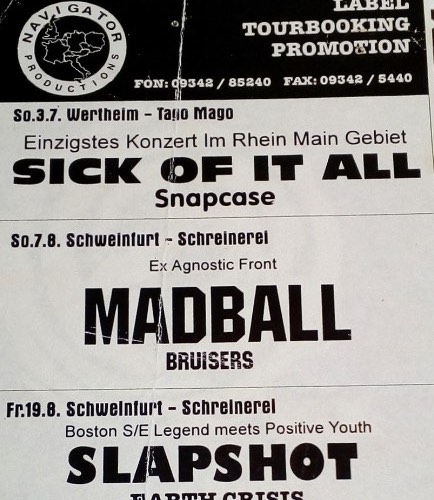 NAVIGATOR
PRODUCTIONS
LABEL
TOURBOOKING
PROMOTION
FON: 09342 / 85240 FAX: 09342 / 5440
So.3.7. Wertheim - Tago Mago
Einzigstes Konzert Im Rhein Main Gebiet
SICK OF IT ALL
Snapcase
So.7.8. Schweinfurt - Schreinerei
Ex Agnostic Front
MADBALL
BRUISERS
Fr.19.8. Schweinfurt - Schreinerei
Boston S/E Legend meets Positive Youth
SLAPSHOT
EARTH CRISIS